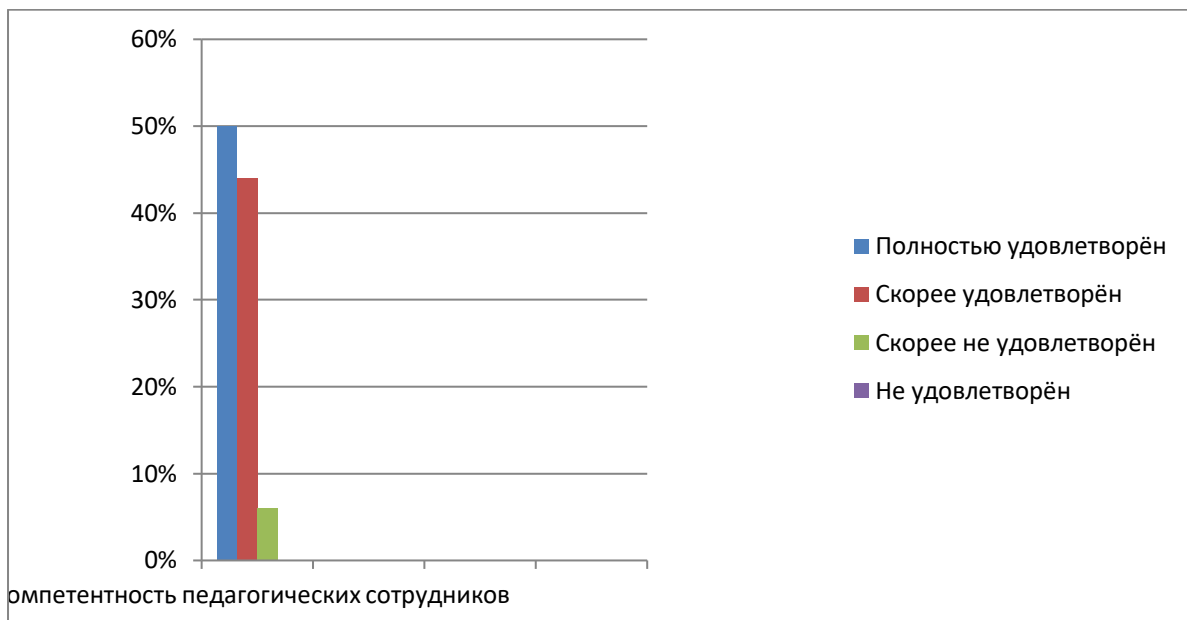 60%
50%
40%
30%
20%
10%
0%
омпетентность педагогических сотрудников
Полностью удовлетворён
Скорее удовлетворён
Скорее не удовлетворён
Не удовлетворён